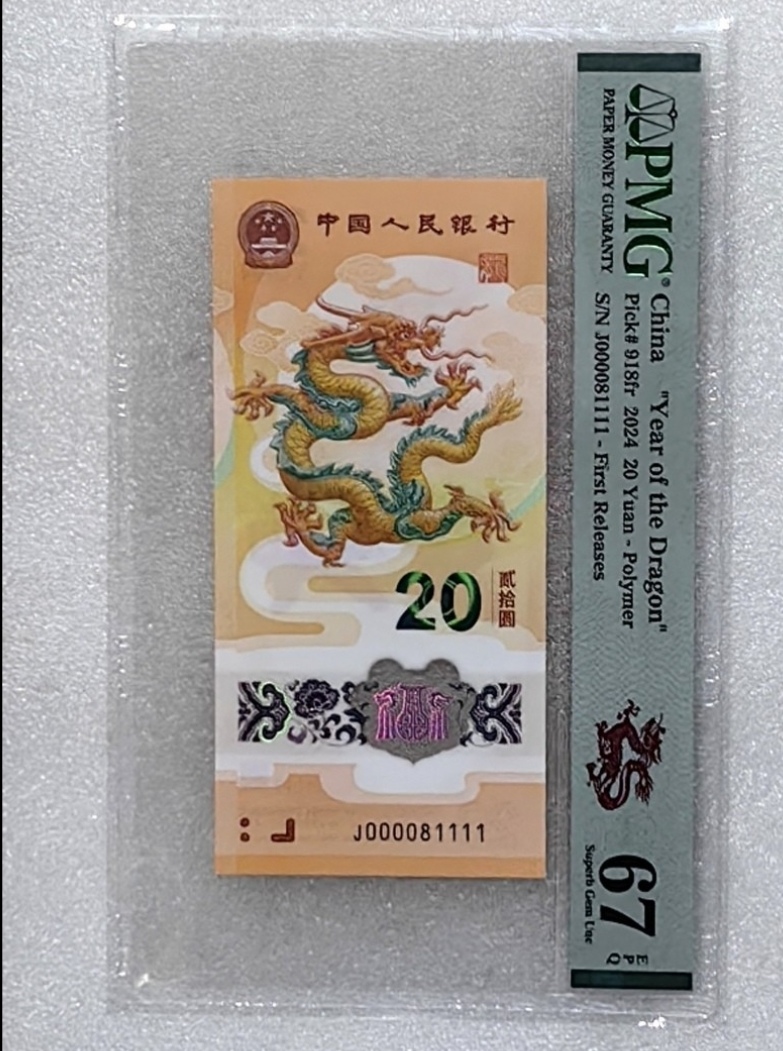 中国人民银行
20
贰拾圆
J000081111
PMG®
PAPER MONEY GUARANTY
China "Year of the Dragon"
Pick# 918fr 2024 20 Yuan - Polymer
S/N J000081111 - First Releases
67
EPQ
Superb Gem Unc